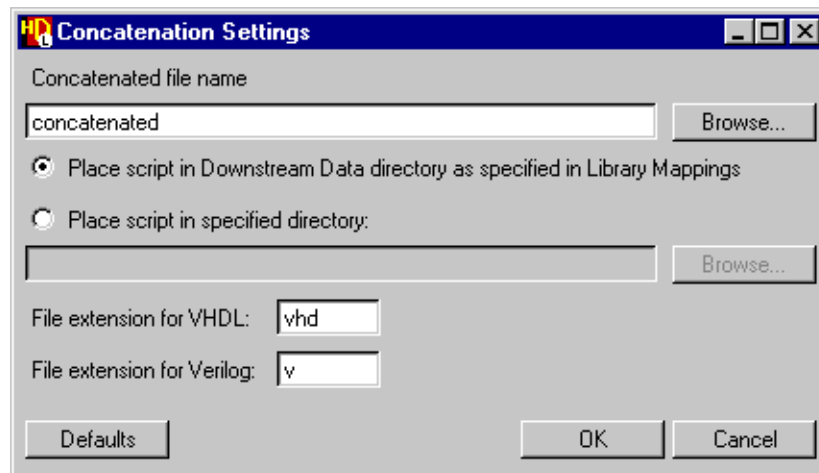 HD L Concatenation Settings
Concatenated file name
concatenated Browse...
Place script in Downstream Data directory as specified in Library Mappings
Place script in specified directory:
Browse...
File extension for VHDL: vhd
File extension for Verilog: v
Defaults OK Cancel